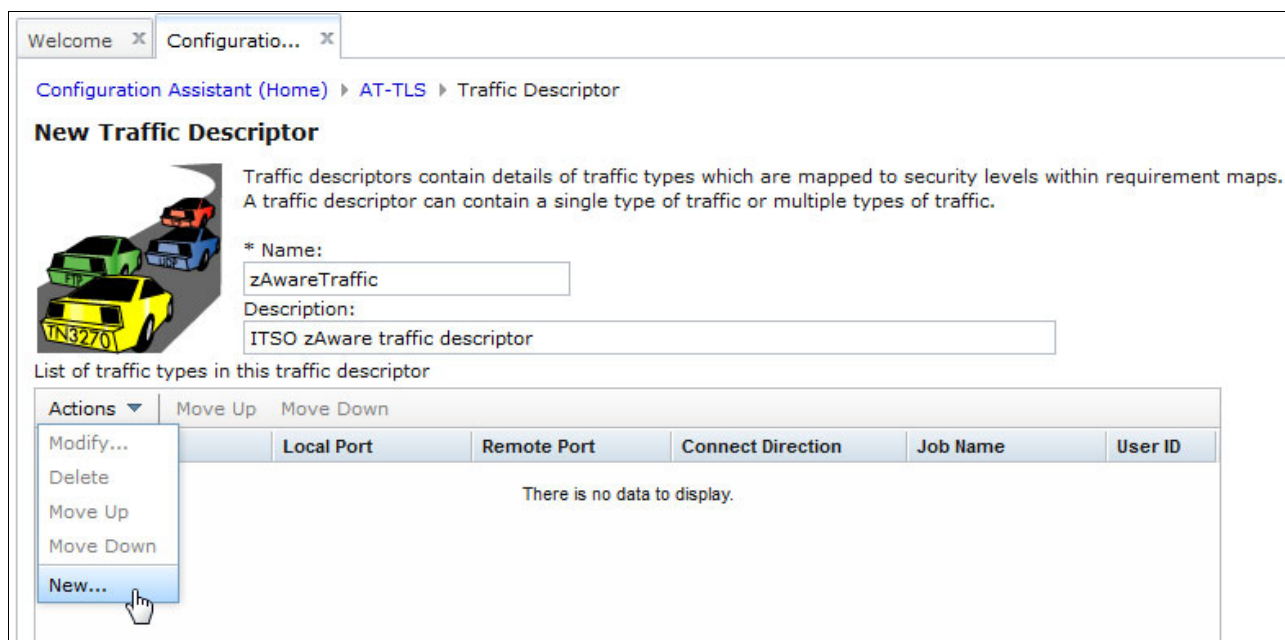 Welcome x Configuratio... x
Configuration Assistant (Home) AT-TLS Traffic Descriptor
New Traffic Descriptor
Traffic descriptors contain details of traffic types which are mapped to security levels within requirement maps.
A traffic descriptor can contain a single type of traffic or multiple types of traffic.
* Name:
zAwareTraffic
Description:
ITSO zAware traffic descriptor
FTP
UDP
TN3270
List of traffic types in this traffic descriptor
Actions Move Up Move Down
Local Port Remote Port Connect Direction Job Name User ID
There is no data to display.
Modify...
Delete
Move Up
Move Down
New...